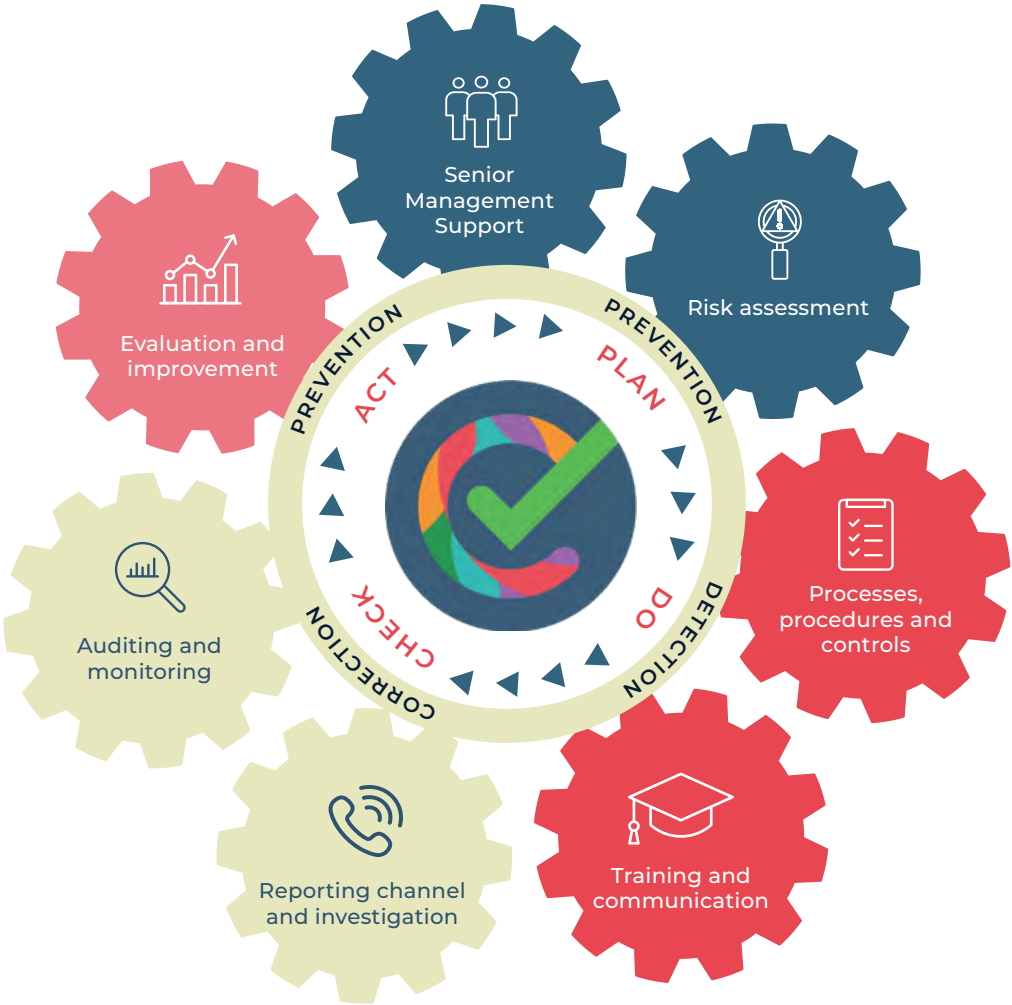 Senior
Management
Support
Risk assessment
Processes,
procedures and
controls
Training and
communication
Reporting channel
and investigation
Auditing and
monitoring
Evaluation and
improvement
PREVENTION
PREVENTION
DETECTION
CORRECTION
PLAN
DO
CHECK
ACT